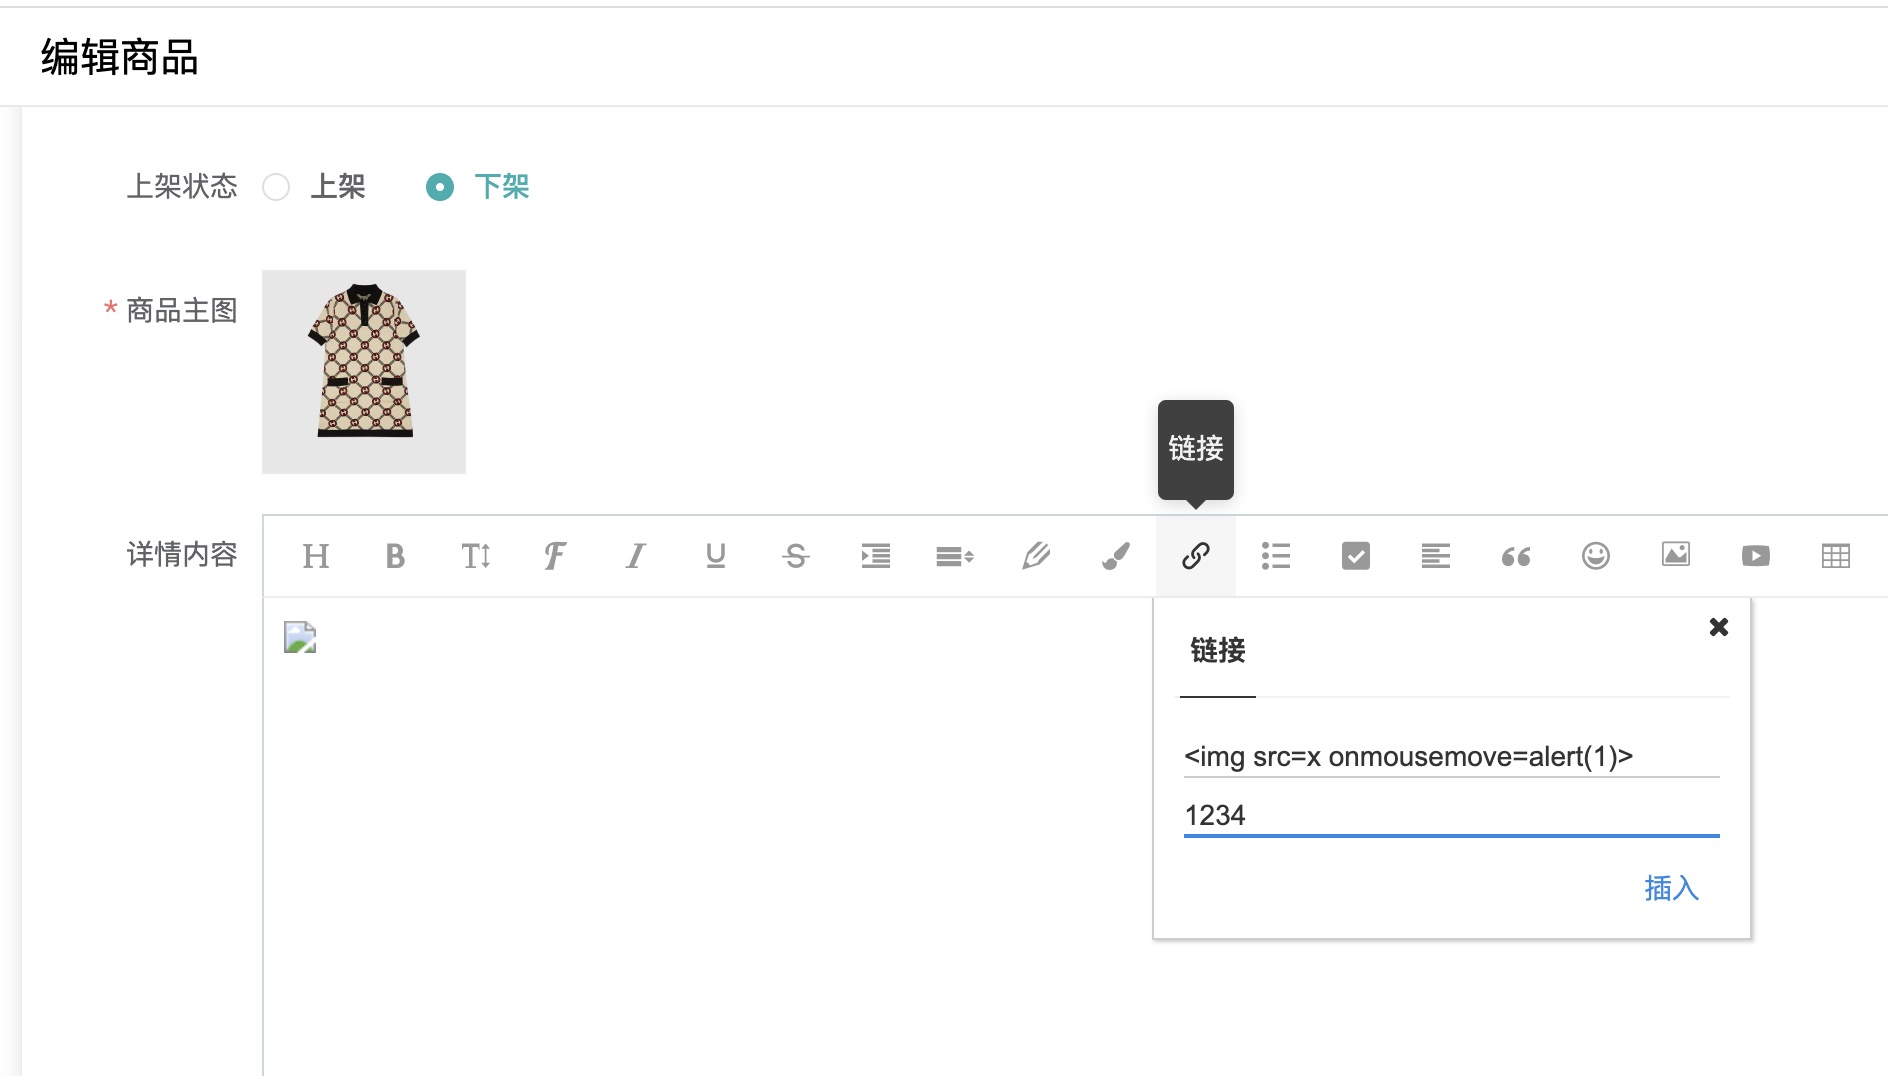 编辑商品
上架状态 上架 下架
* 商品主图
链接
详情内容
链接
<img src=x onmousemove=alert(1)>
1234
插入